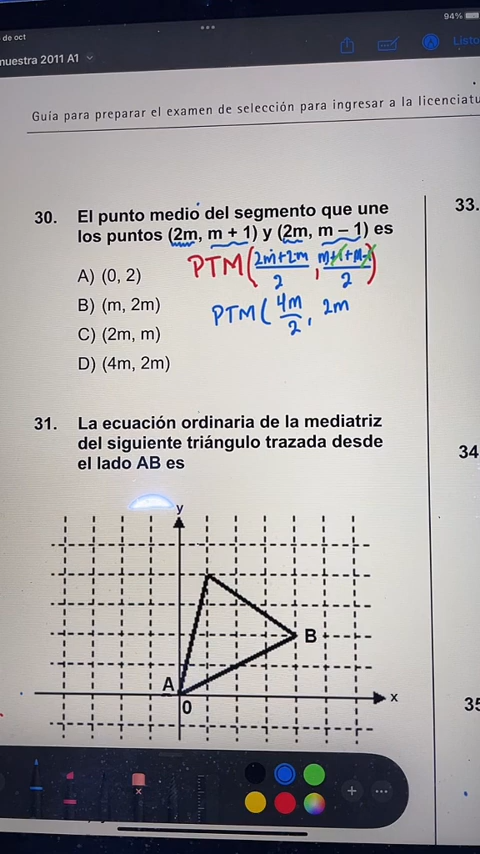 94%
de oct
Listo
muestra 2011 A1
Guía para preparar el examen de selección para ingresar a la licenciatu
30. El punto medio del segmento que une
los puntos (2m, m + 1) y (2m, m − 1) es
A) (0, 2)
B) (m, 2m)
C) (2m, m)
D) (4m, 2m)
PTM(2m+2m/2, m+1+m-1/2)
PTM(4m/2, 2m
31. La ecuación ordinaria de la mediatriz
del siguiente triángulo trazada desde
el lado AB es
y
B
A
0
x
33.
34
35